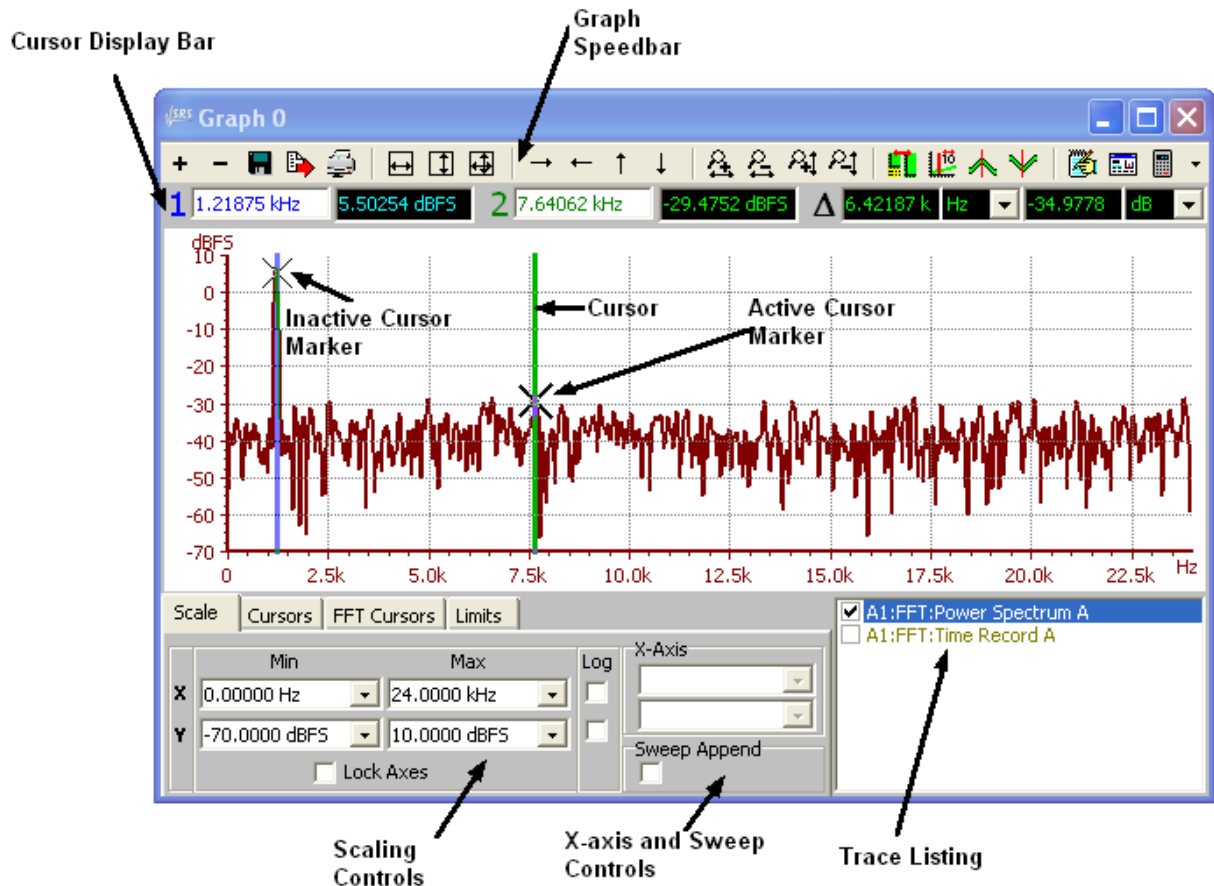 Graph
Speedbar
Cursor Display Bar
SRS Graph 0
+ - 10
1 1.21875 kHz 5.50254 dBFS 2 7.64062 kHz -29.4752 dBFS Δ 6.42187 k Hz -34.9778 dB
dBFS
10
0
-10
-20
-30
-40
-50
-60
-70
Inactive Cursor
Marker
Cursor
Active Cursor
Marker
0 2.5k 5.0k 7.5k 10.0k 12.5k 15.0k 17.5k 20.0k 22.5k Hz
Scale Cursors FFT Cursors Limits
Min Max Log X-Axis
X 0.00000 Hz 24.0000 kHz
Y -70.0000 dBFS 10.0000 dBFS
Lock Axes
Sweep Append
A1:FFT:Power Spectrum A
A1:FFT:Time Record A
Scaling
Controls
X-axis and Sweep
Controls
Trace Listing